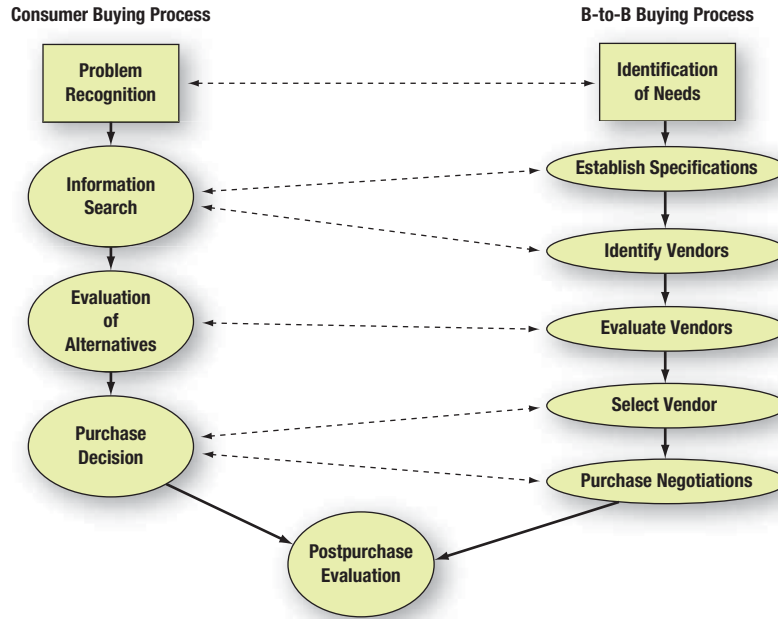 Consumer Buying Process
B-to-B Buying Process
Problem
Recognition
Identification
of Needs
Information
Search
Establish Specifications
Identify Vendors
Evaluation
of
Alternatives
Evaluate Vendors
Purchase
Decision
Select Vendor
Purchase Negotiations
Postpurchase
Evaluation